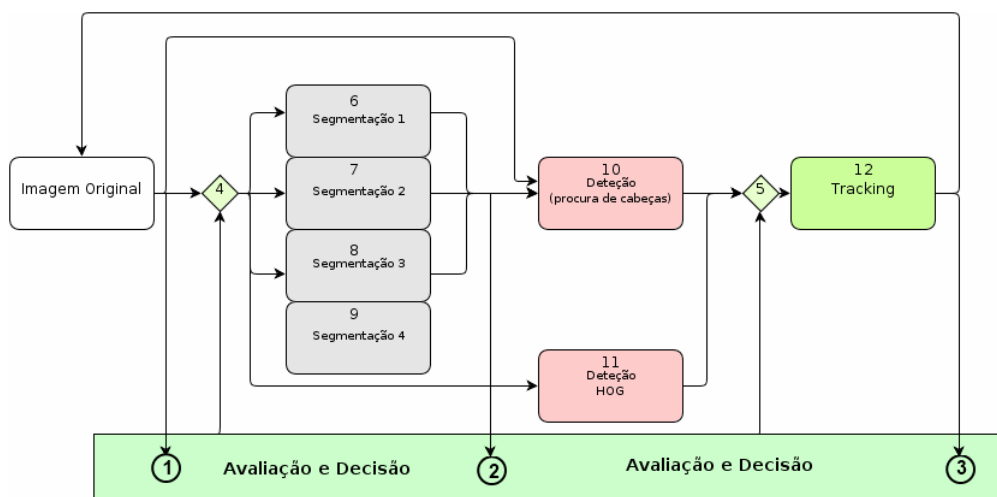 6
Segmentação 1
Imagem Original
4
7
Segmentação 2
10
Deteção
(procura de cabeças)
5
12
Tracking
8
Segmentação 3
9
Segmentação 4
11
Deteção
HOG
1
Avaliação e Decisão
2
Avaliação e Decisão
3